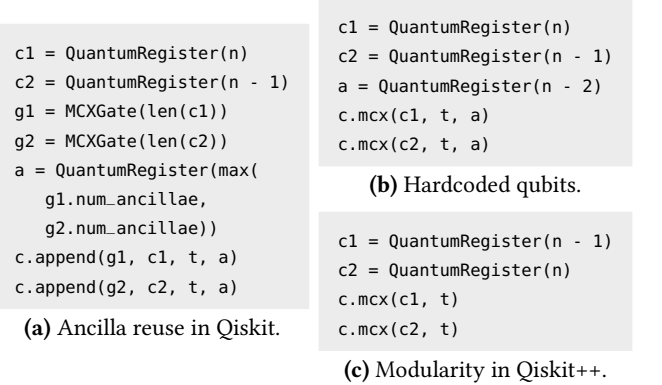 c1 = QuantumRegister(n)
c2 = QuantumRegister(n - 1)
g1 = MCXGate(len(c1))
g2 = MCXGate(len(c2))
a = QuantumRegister(max(
g1.num_ancillae,
g2.num_ancillae))
c.append(g1, c1, t, a)
c.append(g2, c2, t, a)
(a) Ancilla reuse in Qiskit.
c1 = QuantumRegister(n)
c2 = QuantumRegister(n - 1)
a = QuantumRegister(n - 2)
c.mcx(c1, t, a)
c.mcx(c2, t, a)
(b) Hardcoded qubits.
c1 = QuantumRegister(n - 1)
c2 = QuantumRegister(n)
c.mcx(c1, t)
c.mcx(c2, t)
(c) Modularity in Qiskit++.